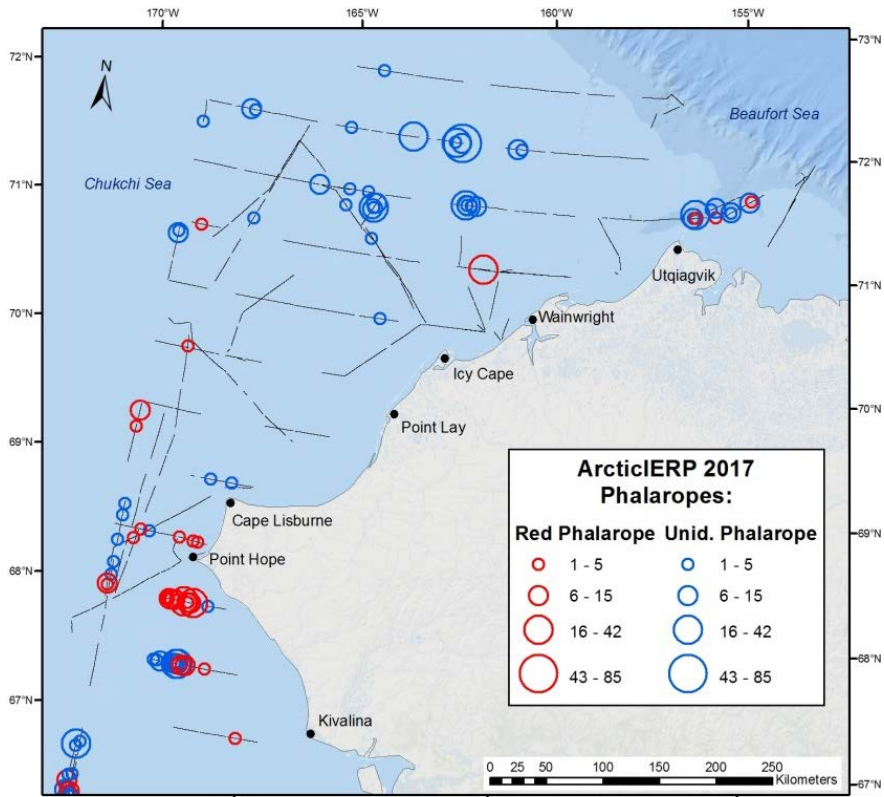 170°W 165°W 160°W 155°W
72°N
73°N
N
Beaufort Sea
72°N
Chukchi Sea
71°N
Utqiagvik
71°N
70°N
Wainwright
Icy Cape
70°N
Point Lay
69°N
ArcticIERP 2017
Phalaropes:
Red Phalarope Unid. Phalarope
1 - 5 1 - 5
6 - 15 6 - 15
16 - 42 16 - 42
43 - 85 43 - 85
Cape Lisburne
69°N
Point Hope
68°N
68°N
67°N
Kivalina
0 25 50 100 150 200 250
Kilometers
67°N